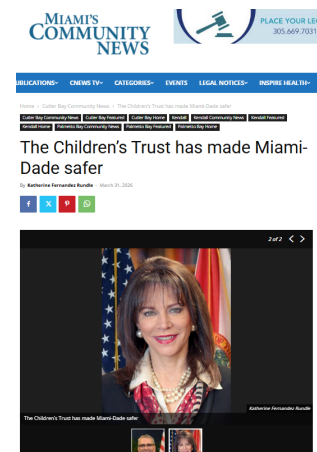 MIAMI'S
COMMUNITY
NEWS
PLACE YOUR LE
305.669.7031
UBLICATIONS CNEWS TV CATEGORIES EVENTS LEGAL NOTICES INSPIRE HEALTH
Home › Cutler Bay Community News › The Children's Trust has made Miami-Dade safer
Cutler Bay Community News Cutler Bay Featured Cutler Bay Home Kendall Kendall Community News Kendall Featured
Kendall Home Palmetto Bay Community News Palmetto Bay Featured Palmetto Bay Home
The Children's Trust has made Miami-
Dade safer
By Katherine Fernandez Rundle - March 31, 2026
2 of 2
Katherine Fernandez Rundle
The Children's Trust has made Miami-Dade safer